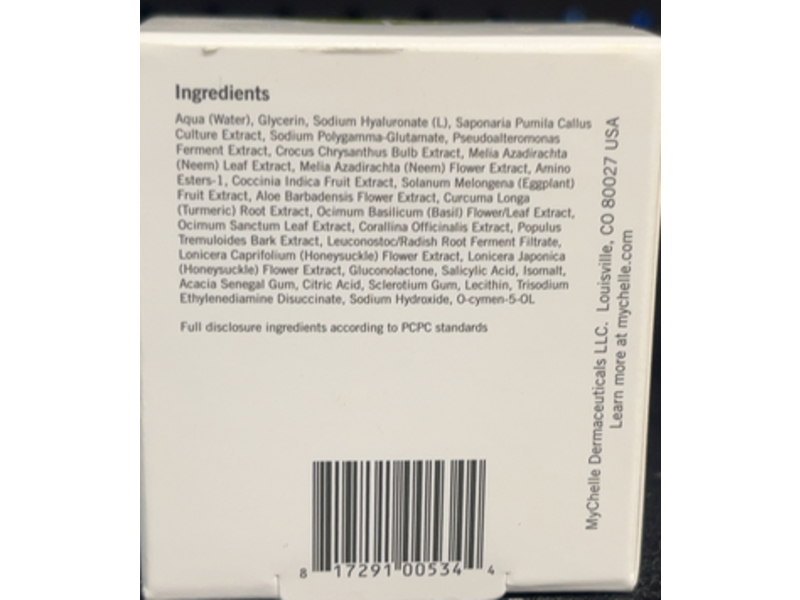 Ingredients
Aqua (Water), Glycerin, Sodium Hyaluronate (L), Saponaria Pumila Callus
Culture Extract, Sodium Polygamma-Glutamate, Pseudoalteromonas
Ferment Extract, Crocus Chrysanthus Bulb Extract, Melia Azadirachta
(Neem) Leaf Extract, Melia Azadirachta (Neem) Flower Extract, Amino
Esters-1, Coccinia Indica Fruit Extract, Solanum Melongena (Eggplant)
Fruit Extract, Aloe Barbadensis Flower Extract, Curcuma Longa
(Turmeric) Root Extract, Ocimum Basilicum (Basil) Flower/Leaf Extract,
Ocimum Sanctum Leaf Extract, Corallina Officinalis Extract, Populus
Tremuloides Bark Extract, Leuconostoc/Radish Root Ferment Filtrate,
Lonicera Caprifolium (Honeysuckle) Flower Extract, Lonicera Japonica
(Honeysuckle) Flower Extract, Gluconolactone, Salicylic Acid, Isomalt,
Acacia Senegal Gum, Citric Acid, Sclerotium Gum, Lecithin, Trisodium
Ethylenediamine Disuccinate, Sodium Hydroxide, O-cymen-5-OL
Full disclosure ingredients according to PCPC standards
MyChelle Dermaceuticals LLC. Louisville, CO 80027 USA
Learn more at mychelle.com
8 17291 00534 4